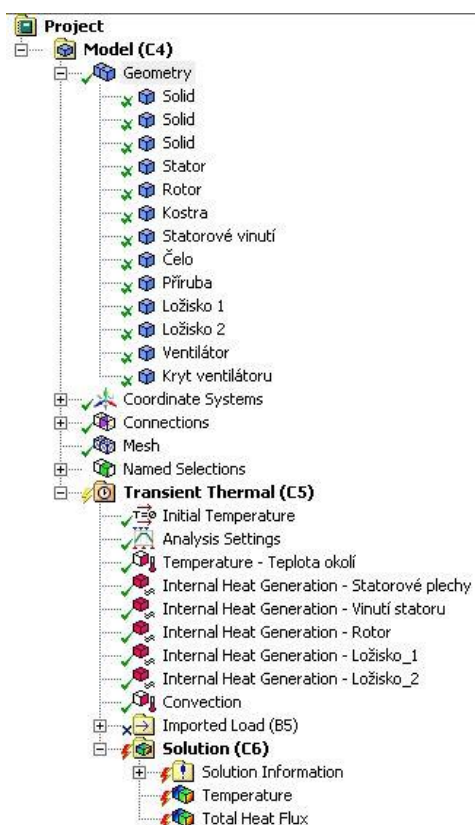 Project
Model (C4)
Geometry
Solid
Solid
Solid
Stator
Rotor
Kostra
Statorové vinutí
Čelo
Příruba
Ložisko 1
Ložisko 2
Ventilátor
Kryt ventilátoru
Coordinate Systems
Connections
Mesh
Named Selections
Transient Thermal (C5)
Initial Temperature
Analysis Settings
Temperature - Teplota okolí
Internal Heat Generation - Statorové plechy
Internal Heat Generation - Vinutí statoru
Internal Heat Generation - Rotor
Internal Heat Generation - Ložisko_1
Internal Heat Generation - Ložisko_2
Convection
Imported Load (B5)
Solution (C6)
Solution Information
Temperature
Total Heat Flux